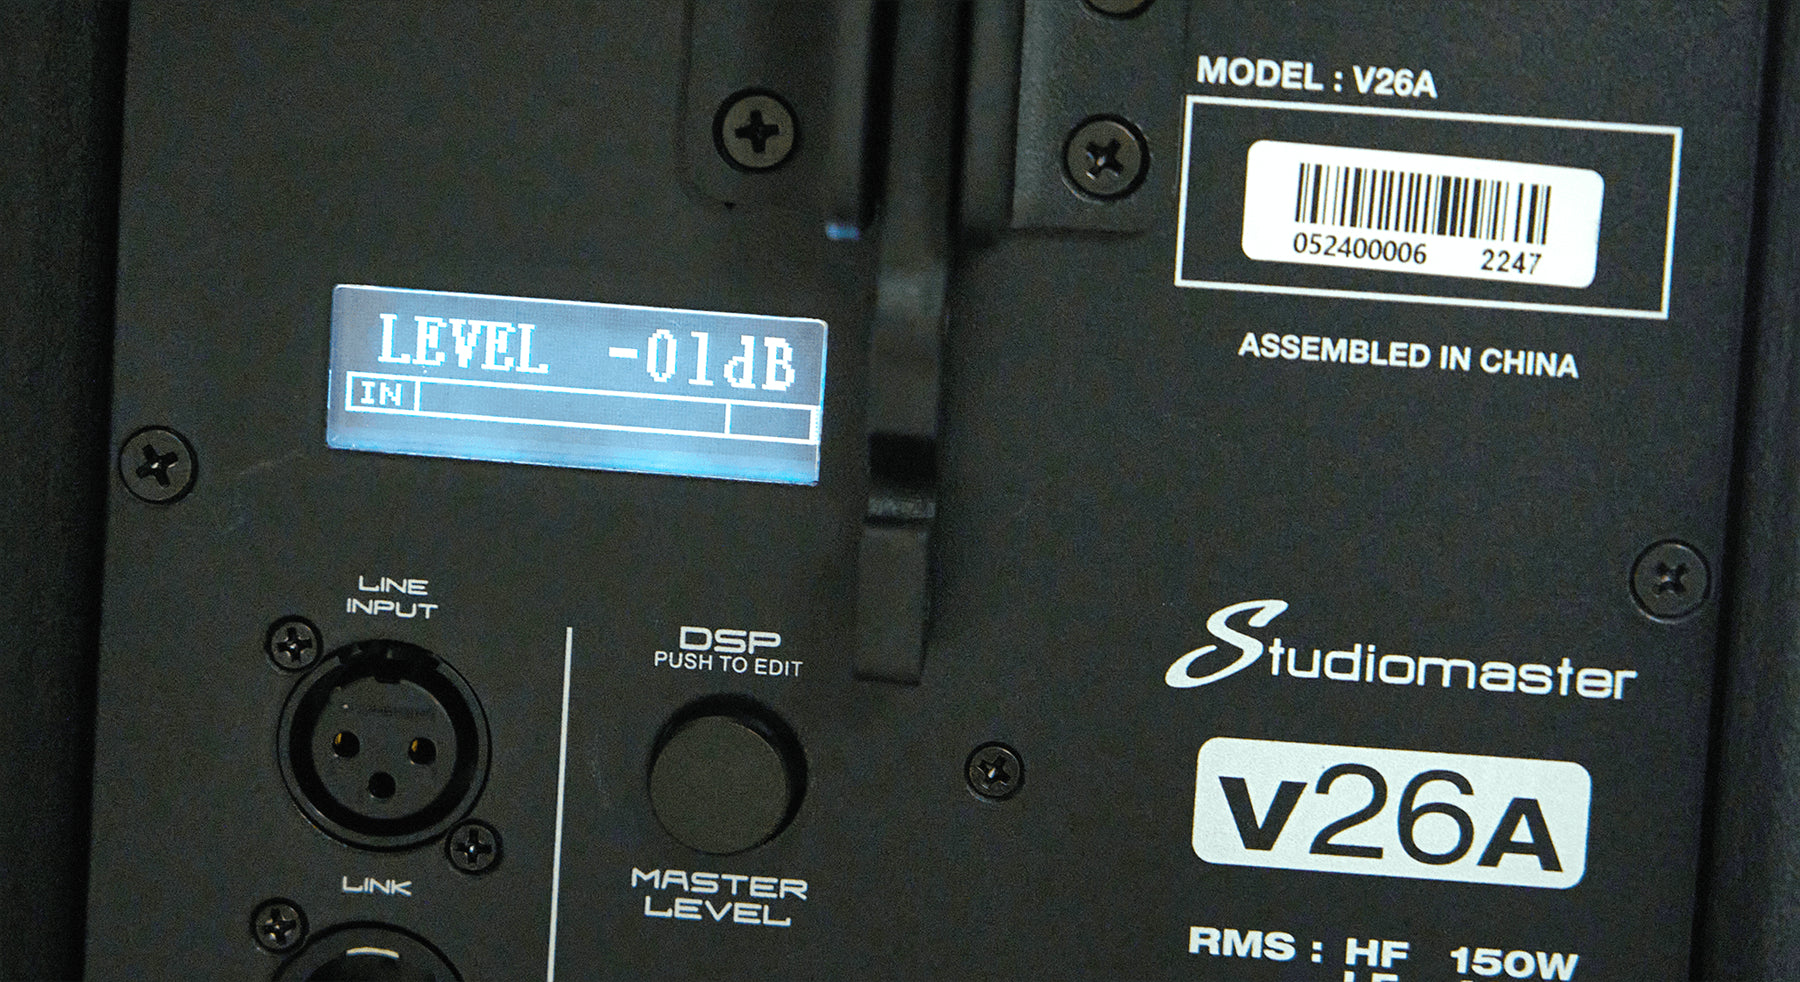 MODEL : V26A
052400006 2247
ASSEMBLED IN CHINA
LEVEL -01dB
IN
LINE
INPUT
DSP
PUSH TO EDIT
MASTER
LEVEL
LINK
Studiomaster
V26A
RMS : HF 150W